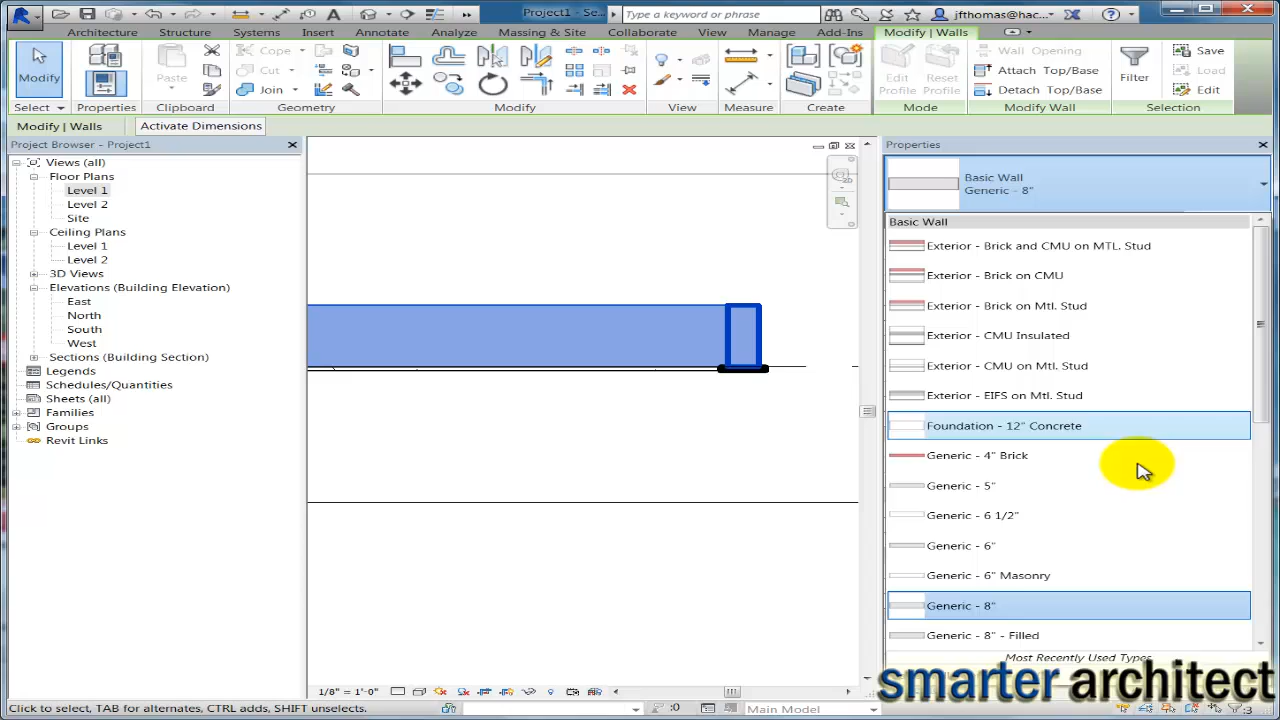 Project1 - Se...
Type a keyword or phrase
jfthomas@hac...
Architecture Structure Systems Insert Annotate Analyze Massing & Site Collaborate View Manage Add-Ins Modify | Walls
Modify
Select
Properties
Paste
Clipboard
Cope
Cut
Join
Geometry
Modify
View
Measure
Create
Edit Profile
Reset Profile
Mode
Wall Opening
Attach Top/Base
Detach Top/Base
Modify Wall
Filter
Save
Load
Edit
Selection
Modify | Walls
Activate Dimensions
Project Browser - Project1
Views (all)
Floor Plans
Level 1
Level 2
Site
Ceiling Plans
Level 1
Level 2
3D Views
Elevations (Building Elevation)
East
North
South
West
Sections (Building Section)
Legends
Schedules/Quantities
Sheets (all)
Families
Groups
Revit Links
Properties
Basic Wall
Generic - 8"
Basic Wall
Exterior - Brick and CMU on MTL. Stud
Exterior - Brick on CMU
Exterior - Brick on Mtl. Stud
Exterior - CMU Insulated
Exterior - CMU on Mtl. Stud
Exterior - EIFS on Mtl. Stud
Foundation - 12" Concrete
Generic - 4" Brick
Generic - 5"
Generic - 6 1/2"
Generic - 6"
Generic - 6" Masonry
Generic - 8"
Generic - 8" - Filled
Most Recently Used Types
smarter architect
1/8" = 1'-0"
Click to select, TAB for alternates, CTRL adds, SHIFT unselects.
:0
Main Model
:3